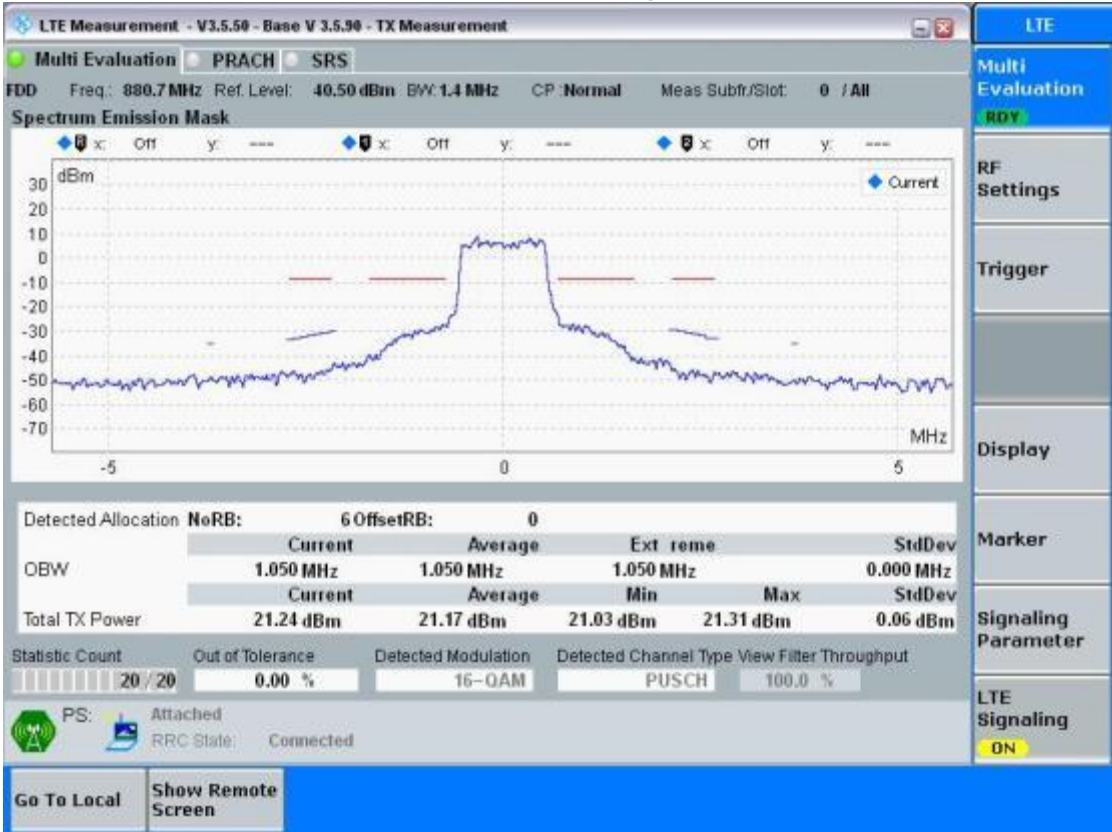 LTE Measurement - V3.5.50 - Base V 3.5.90 - TX Measurement
LTE
Multi Evaluation PRACH SRS
FDD Freq.: 880.7 MHz Ref. Level: 40.50 dBm BW: 1.4 MHz CP :Normal Meas Subfr./Slot: 0 / All
Spectrum Emission Mask
x: Off y: --- x: Off y: --- x: Off y: ---
dBm
Current
30
20
10
0
-10
-20
-30
-40
-50
-60
-70
MHz
-5 0 5
Detected Allocation NoRB: 6 OffsetRB: 0
Current Average Ext reme StdDev
OBW 1.050 MHz 1.050 MHz 1.050 MHz 0.000 MHz
Current Average Min Max StdDev
Total TX Power 21.24 dBm 21.17 dBm 21.03 dBm 21.31 dBm 0.06 dBm
Statistic Count Out of Tolerance Detected Modulation Detected Channel Type View Filter Throughput
20 / 20 0.00 % 16-QAM PUSCH 100.0 %
PS: Attached
RRC State: Connected
Multi
Evaluation
RDY
RF
Settings
Trigger
Display
Marker
Signaling
Parameter
LTE
Signaling
ON
Go To Local
Show Remote
Screen